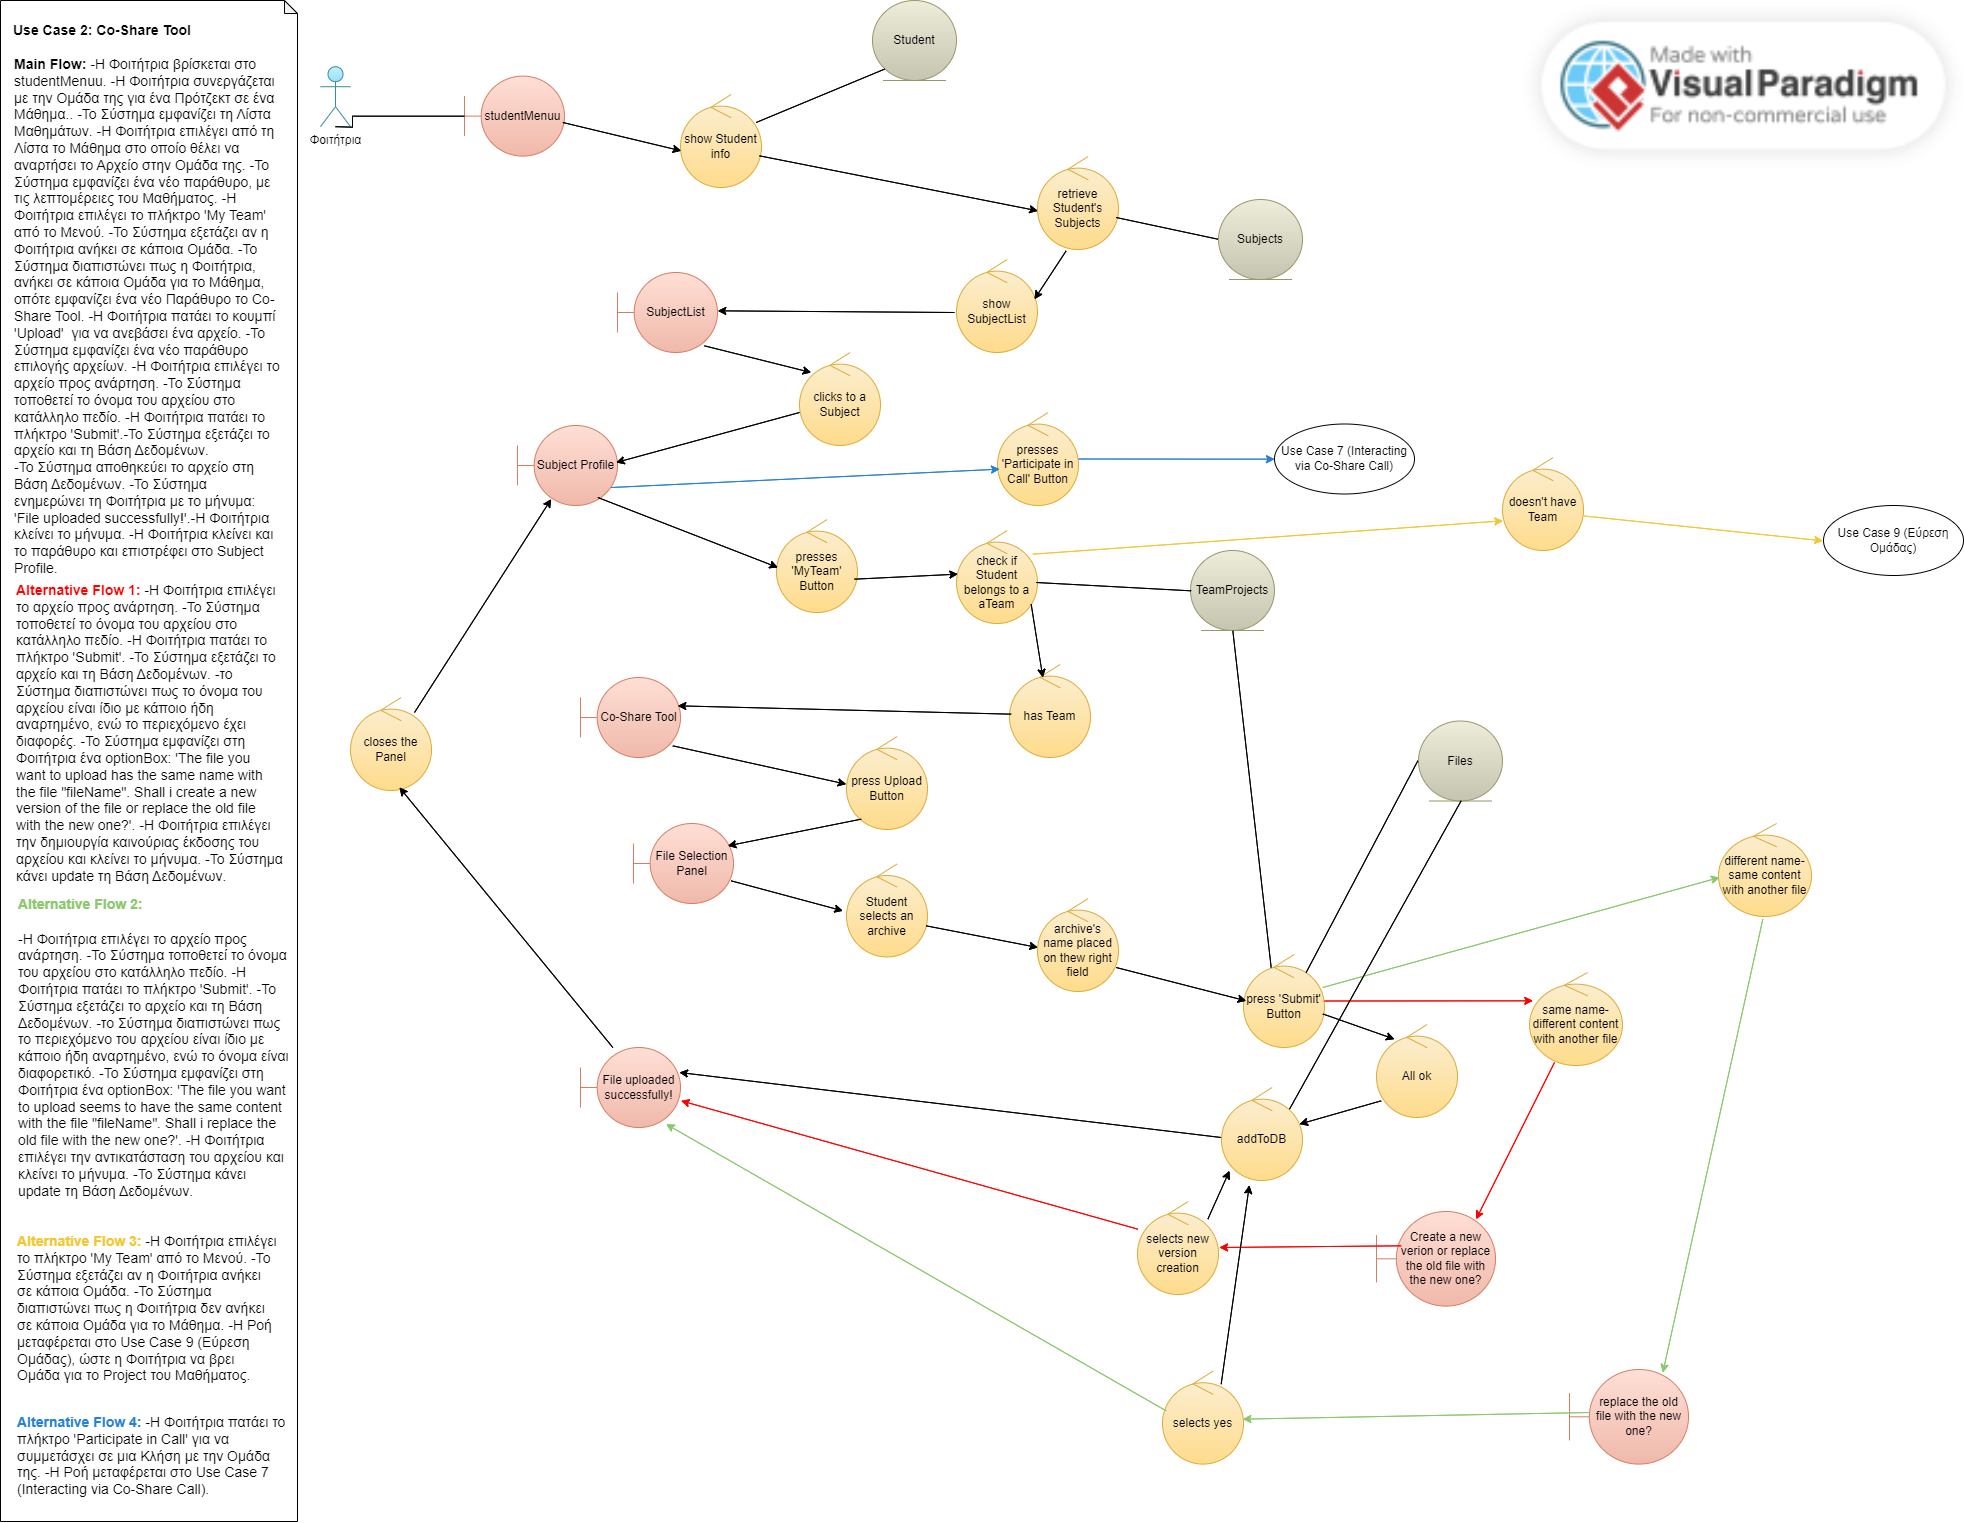 Use Case 2: Co-Share Tool
Main Flow: -Η Φοιτήτρια βρίσκεται στο
studentMenuu. -Η Φοιτήτρια συνεργάζεται
με την Ομάδα της για ένα Πρότζεκτ σε ένα
Μάθημα.. -Το Σύστημα εμφανίζει τη Λίστα
Μαθημάτων. -Η Φοιτήτρια επιλέγει από τη
Λίστα το Μάθημα στο οποίο θέλει να
αναρτήσει το Αρχείο στην Ομάδα της. -Το
Σύστημα εμφανίζει ένα νέο παράθυρο, με
τις λεπτομέρειες του Μαθήματος. -Η
Φοιτήτρια επιλέγει το πλήκτρο 'My Team'
από το Μενού. -Το Σύστημα εξετάζει αν η
Φοιτήτρια ανήκει σε κάποια Ομάδα. -Το
Σύστημα διαπιστώνει πως η Φοιτήτρια,
ανήκει σε κάποια Ομάδα για το Μάθημα,
οπότε εμφανίζει ένα νέο Παράθυρο το Co-
Share Tool. -Η Φοιτήτρια πατάει το κουμπί
'Upload'  για να ανεβάσει ένα αρχείο. -Το
Σύστημα εμφανίζει ένα νέο παράθυρο
επιλογής αρχείων. -Η Φοιτήτρια επιλέγει το
αρχείο προς ανάρτηση. -Το Σύστημα
τοποθετεί το όνομα του αρχείου στο
κατάλληλο πεδίο. -Η Φοιτήτρια πατάει το
πλήκτρο 'Submit'.-Το Σύστημα εξετάζει το
αρχείο και τη Βάση Δεδομένων.
-Το Σύστημα αποθηκεύει το αρχείο στη
Βάση Δεδομένων. -Το Σύστημα
ενημερώνει τη Φοιτήτρια με το μήνυμα:
'File uploaded successfully!'.-Η Φοιτήτρια
κλείνει το μήνυμα. -Η Φοιτήτρια κλείνει και
το παράθυρο και επιστρέφει στο Subject
Profile.
Alternative Flow 1: -Η Φοιτήτρια επιλέγει
το αρχείο προς ανάρτηση. -Το Σύστημα
τοποθετεί το όνομα του αρχείου στο
κατάλληλο πεδίο. -Η Φοιτήτρια πατάει το
πλήκτρο 'Submit'. -Το Σύστημα εξετάζει το
αρχείο και τη Βάση Δεδομένων. -το
Σύστημα διαπιστώνει πως το όνομα του
αρχείου είναι ίδιο με κάποιο ήδη
αναρτημένο, ενώ το περιεχόμενο έχει
διαφορές. -Το Σύστημα εμφανίζει στη
Φοιτήτρια ένα optionBox: 'The file you
want to upload has the same name with
the file "fileName". Shall i create a new
version of the file or replace the old file
with the new one?'. -Η Φοιτήτρια επιλέγει
την δημιουργία καινούριας έκδοσης του
αρχείου και κλείνει το μήνυμα. -Το Σύστημα
κάνει update τη Βάση Δεδομένων.
Alternative Flow 2:
-Η Φοιτήτρια επιλέγει το αρχείο προς
ανάρτηση. -Το Σύστημα τοποθετεί το όνομα
του αρχείου στο κατάλληλο πεδίο. -Η
Φοιτήτρια πατάει το πλήκτρο 'Submit'. -Το
Σύστημα εξετάζει το αρχείο και τη Βάση
Δεδομένων. -το Σύστημα διαπιστώνει πως
το περιεχόμενο του αρχείου είναι ίδιο με
κάποιο ήδη αναρτημένο, ενώ το όνομα είναι
διαφορετικό. -Το Σύστημα εμφανίζει στη
Φοιτήτρια ένα optionBox: 'The file you want
to upload seems to have the same content
with the file "fileName". Shall i replace the
old file with the new one?'. -Η Φοιτήτρια
επιλέγει την αντικατάσταση του αρχείου και
κλείνει το μήνυμα. -Το Σύστημα κάνει
update τη Βάση Δεδομένων.
Alternative Flow 3: -Η Φοιτήτρια επιλέγει
το πλήκτρο 'My Team' από το Μενού. -Το
Σύστημα εξετάζει αν η Φοιτήτρια ανήκει
σε κάποια Ομάδα. -Το Σύστημα
διαπιστώνει πως η Φοιτήτρια δεν ανήκει
σε κάποια Ομάδα για το Μάθημα. -Η Ροή
μεταφέρεται στο Use Case 9 (Εύρεση
Ομάδας), ώστε η Φοιτήτρια να βρει
Ομάδα για το Project του Μαθήματος.
Alternative Flow 4: -Η Φοιτήτρια πατάει το
πλήκτρο 'Participate in Call' για να
συμμετάσχει σε μια Κλήση με την Ομάδα
της. -Η Ροή μεταφέρεται στο Use Case 7
(Interacting via Co-Share Call).
Φοιτήτρια
studentMenuu
Student
show Student
info
retrieve
Student's
Subjects
Subjects
show
SubjectList
SubjectList
clicks to a
Subject
Subject Profile
presses
'Participate in
Call' Button
Use Case 7 (Interacting
via Co-Share Call)
doesn't have
Team
Use Case 9 (Εύρεση
Ομάδας)
presses
'MyTeam'
Button
check if
Student
belongs to a
aTeam
TeamProjects
has Team
Co-Share Tool
closes the
Panel
press Upload
Button
Files
File Selection
Panel
Student
selects an
archive
archive's
name placed
on thew right
field
press 'Submit'
Button
different name-
same content
with another file
same name-
different content
with another file
All ok
File uploaded
successfully!
addToDB
selects new
version
creation
Create a new
verion or replace
the old file with
the new one?
selects yes
replace the old
file with the new
one?
Made with
Visual Paradigm
For non-commercial use